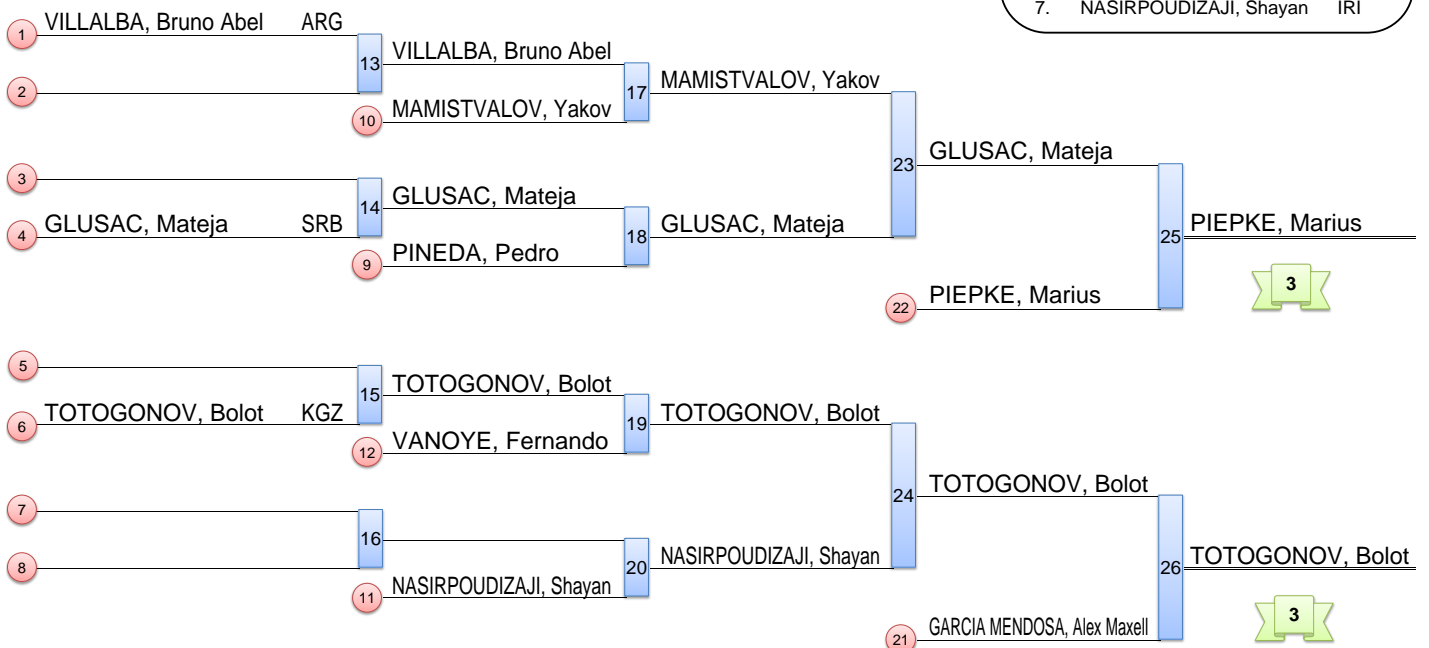 7. NASIRPOUDIZAJI, Shayan IRI
1 VILLALBA, Bruno Abel ARG
13 VILLALBA, Bruno Abel
2
10 MAMISTVALOV, Yakov
17 MAMISTVALOV, Yakov
3
14 GLUSAC, Mateja
4 GLUSAC, Mateja SRB
9 PINEDA, Pedro
18 GLUSAC, Mateja
23 GLUSAC, Mateja
22 PIEPKE, Marius
25 PIEPKE, Marius
3
5
15 TOTOGONOV, Bolot
6 TOTOGONOV, Bolot KGZ
12 VANOYE, Fernando
19 TOTOGONOV, Bolot
7
16
8
11 NASIRPOUDIZAJI, Shayan
20 NASIRPOUDIZAJI, Shayan
24 TOTOGONOV, Bolot
21 GARCIA MENDOSA, Alex Maxell
26 TOTOGONOV, Bolot
3